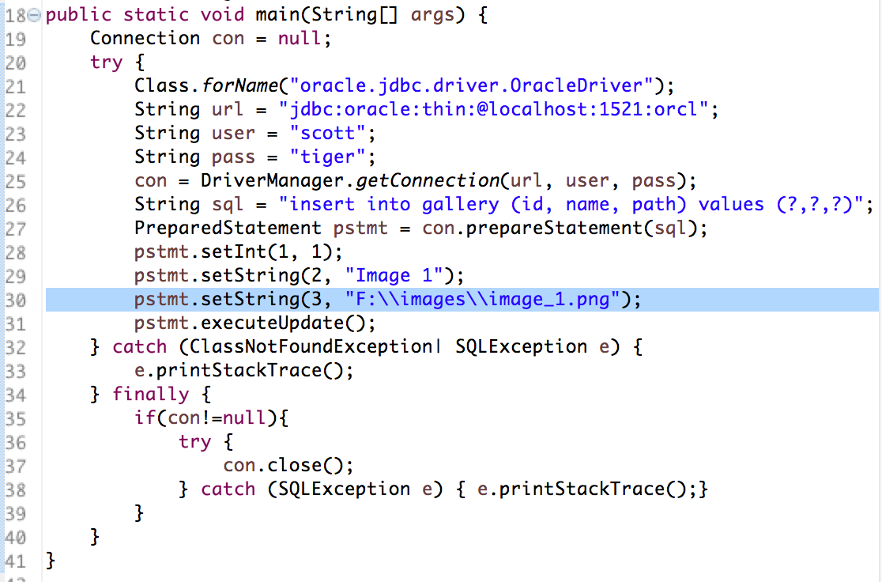 18 public static void main(String[] args) {
19     Connection con = null;
20     try {
21         Class.forName("oracle.jdbc.driver.OracleDriver");
22         String url = "jdbc:oracle:thin:@localhost:1521:orcl";
23         String user = "scott";
24         String pass = "tiger";
25         con = DriverManager.getConnection(url, user, pass);
26         String sql = "insert into gallery (id, name, path) values (?,?,?)";
27         PreparedStatement pstmt = con.prepareStatement(sql);
28         pstmt.setInt(1, 1);
29         pstmt.setString(2, "Image 1");
30         pstmt.setString(3, "F:\\images\\image_1.png");
31         pstmt.executeUpdate();
32     } catch (ClassNotFoundException| SQLException e) {
33         e.printStackTrace();
34     } finally {
35         if(con!=null){
36             try {
37                 con.close();
38             } catch (SQLException e) { e.printStackTrace();}
39         }
40     }
41 }